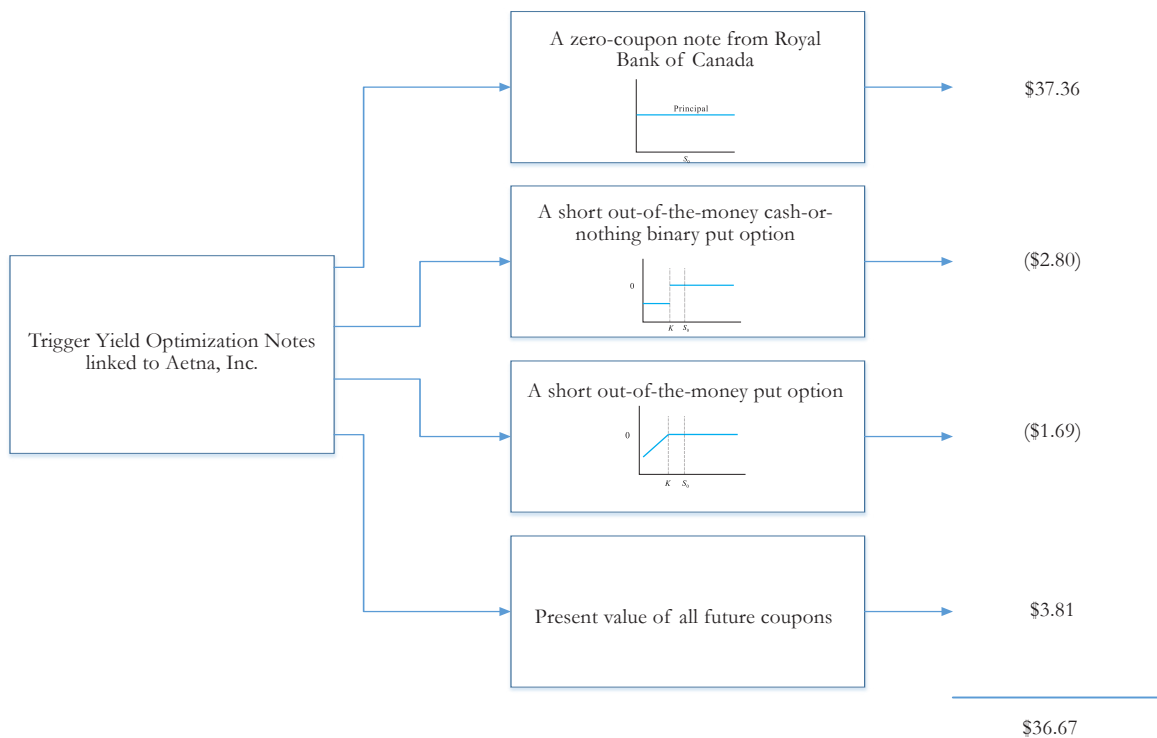 A zero-coupon note from Royal
Bank of Canada
Principal
S₀
$37.36
A short out-of-the-money cash-or-
nothing binary put option
0
K S₀
($2.80)
Trigger Yield Optimization Notes
linked to Aetna, Inc.
A short out-of-the-money put option
0
K S₀
($1.69)
Present value of all future coupons
$3.81
$36.67